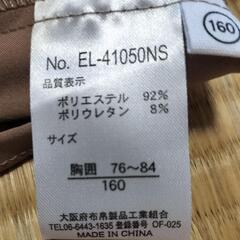 No. EL-41050NS
品質表示
ポリエステル 92%
ポリウレタン 8%
サイズ
胸囲 76～84
160
大阪府布帛製品工業組合
TEL06-6443-1635 登録番号 OF-025
MADE IN CHINA
160